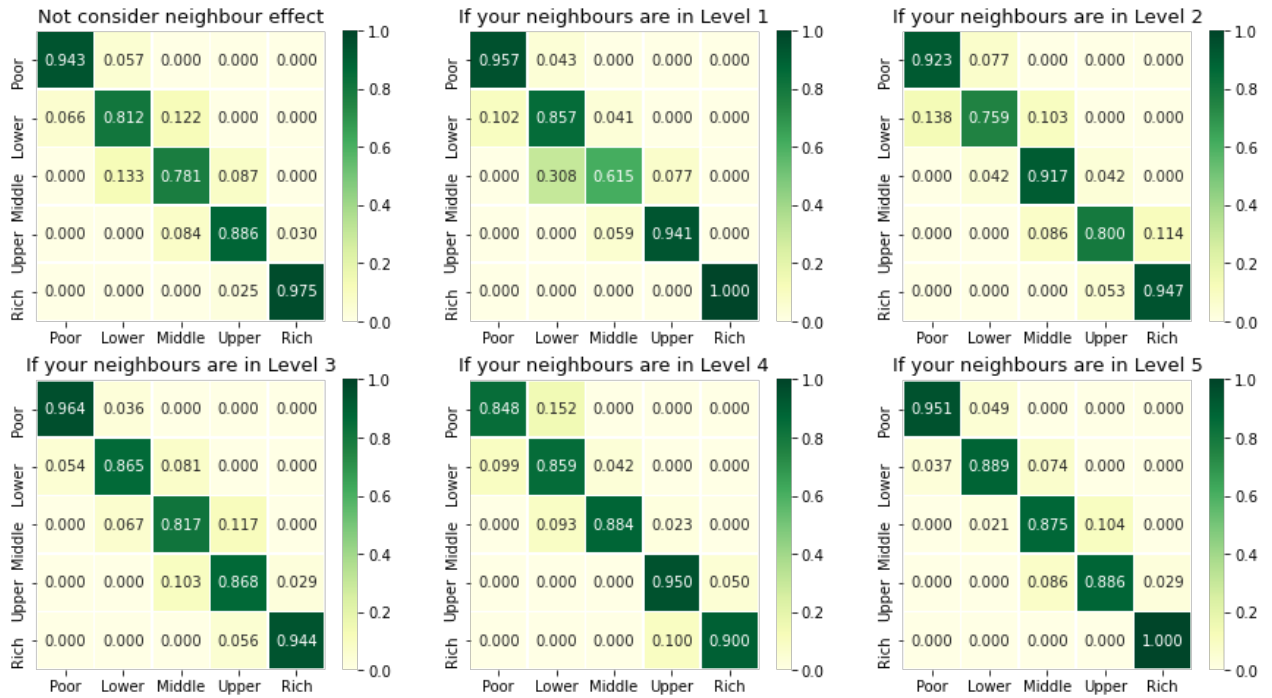 Not consider neighbour effect
Poor 0.943 0.057 0.000 0.000 0.000
Lower 0.066 0.812 0.122 0.000 0.000
Middle 0.000 0.133 0.781 0.087 0.000
Upper 0.000 0.000 0.084 0.886 0.030
Rich 0.000 0.000 0.000 0.025 0.975
Poor Lower Middle Upper Rich
1.0
0.8
0.6
0.4
0.2
0.0
If your neighbours are in Level 1
Poor 0.957 0.043 0.000 0.000 0.000
Lower 0.102 0.857 0.041 0.000 0.000
Middle 0.000 0.308 0.615 0.077 0.000
Upper 0.000 0.000 0.059 0.941 0.000
Rich 0.000 0.000 0.000 0.000 1.000
Poor Lower Middle Upper Rich
1.0
0.8
0.6
0.4
0.2
0.0
If your neighbours are in Level 2
Poor 0.923 0.077 0.000 0.000 0.000
Lower 0.138 0.759 0.103 0.000 0.000
Middle 0.000 0.042 0.917 0.042 0.000
Upper 0.000 0.000 0.086 0.800 0.114
Rich 0.000 0.000 0.000 0.053 0.947
Poor Lower Middle Upper Rich
1.0
0.8
0.6
0.4
0.2
0.0
If your neighbours are in Level 3
Poor 0.964 0.036 0.000 0.000 0.000
Lower 0.054 0.865 0.081 0.000 0.000
Middle 0.000 0.067 0.817 0.117 0.000
Upper 0.000 0.000 0.103 0.868 0.029
Rich 0.000 0.000 0.000 0.056 0.944
Poor Lower Middle Upper Rich
1.0
0.8
0.6
0.4
0.2
0.0
If your neighbours are in Level 4
Poor 0.848 0.152 0.000 0.000 0.000
Lower 0.099 0.859 0.042 0.000 0.000
Middle 0.000 0.093 0.884 0.023 0.000
Upper 0.000 0.000 0.000 0.950 0.050
Rich 0.000 0.000 0.000 0.100 0.900
Poor Lower Middle Upper Rich
1.0
0.8
0.6
0.4
0.2
0.0
If your neighbours are in Level 5
Poor 0.951 0.049 0.000 0.000 0.000
Lower 0.037 0.889 0.074 0.000 0.000
Middle 0.000 0.021 0.875 0.104 0.000
Upper 0.000 0.000 0.086 0.886 0.029
Rich 0.000 0.000 0.000 0.000 1.000
Poor Lower Middle Upper Rich
1.0
0.8
0.6
0.4
0.2
0.0